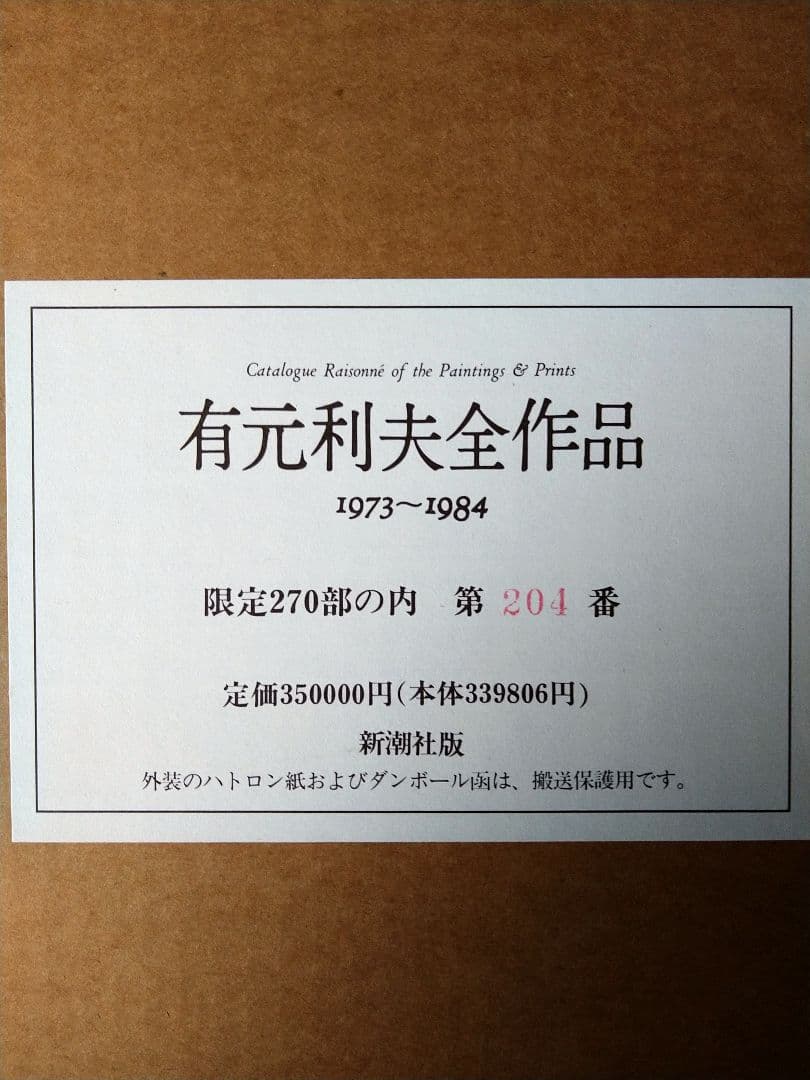 Catalogue Raisonné of the Paintings & Prints
有元利夫全作品
1973〜1984
限定270部の内 第 204 番
定価350000円(本体339806円)
新潮社版
外装のハトロン紙およびダンボール函は、搬送保護用です。